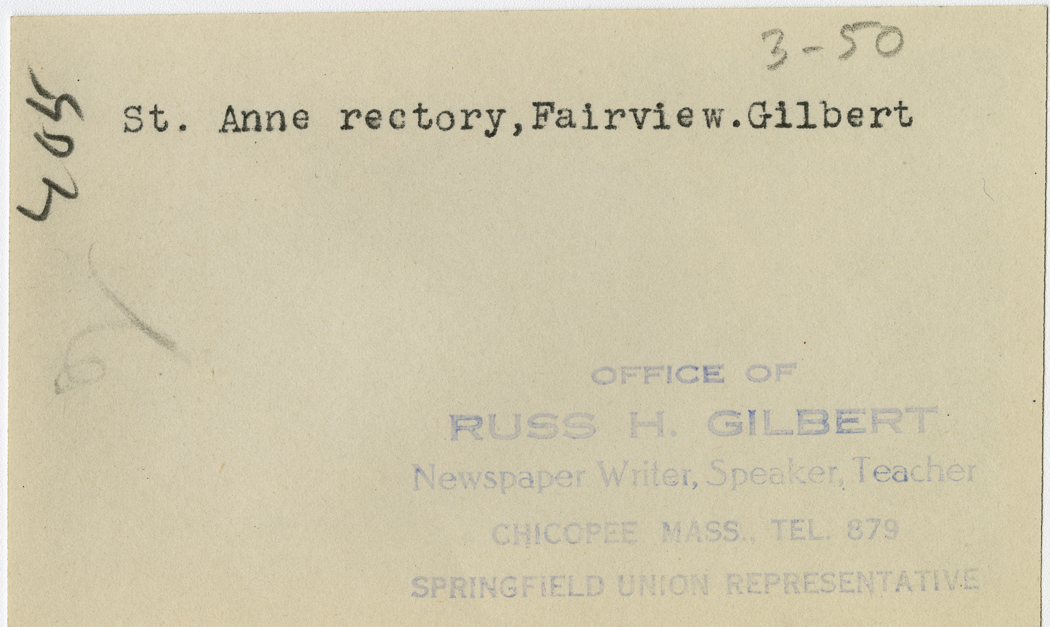 3-50
St. Anne rectory,Fairview.Gilbert
OFFICE OF
RUSS H. GILBERT
Newspaper Writer, Speaker, Teacher
CHICOPEE MASS., TEL. 879
SPRINGFIELD UNION REPRESENTATIVE